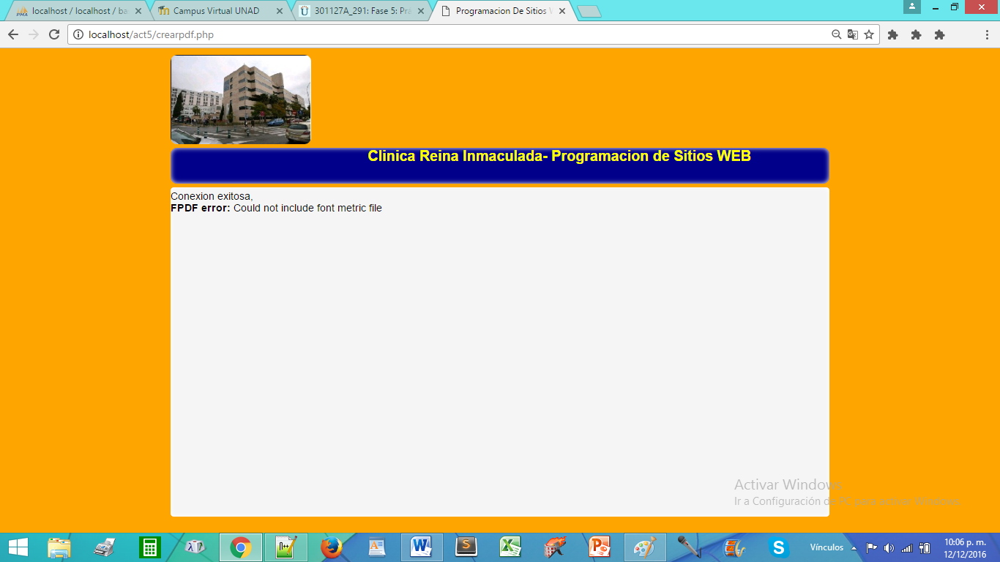 localhost / localhost / ba
Campus Virtual UNAD
301127A_291: Fase 5: Pra
Programacion De Sitios W
localhost/act5/crearpdf.php
Clinica Reina Inmaculada- Programacion de Sitios WEB
Conexion exitosa,
FPDF error: Could not include font metric file
Activar Windows
Ir a Configuración de PC para activar Windows.
Vínculos
10:06 p. m.
12/12/2016